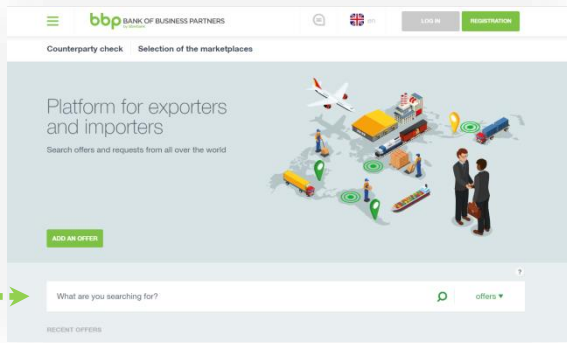 bbp BANK OF BUSINESS PARTNERS
en
LOG IN
REGISTRATION
Counterparty check
Selection of the marketplaces
Platform for exporters
and importers
Search offers and requests from all over the world
ADD AN OFFER
?
What are you searching for?
offers ▾
RECENT OFFERS